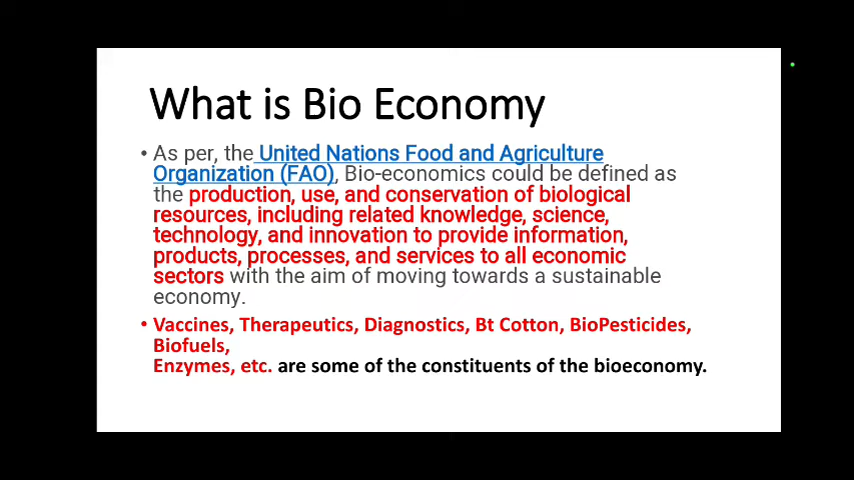 What is Bio Economy
• As per, the United Nations Food and Agriculture
Organization (FAO), Bio-economics could be defined as
the production, use, and conservation of biological
resources, including related knowledge, science,
technology, and innovation to provide information,
products, processes, and services to all economic
sectors with the aim of moving towards a sustainable
economy.
• Vaccines, Therapeutics, Diagnostics, Bt Cotton, BioPesticides,
Biofuels,
Enzymes, etc. are some of the constituents of the bioeconomy.